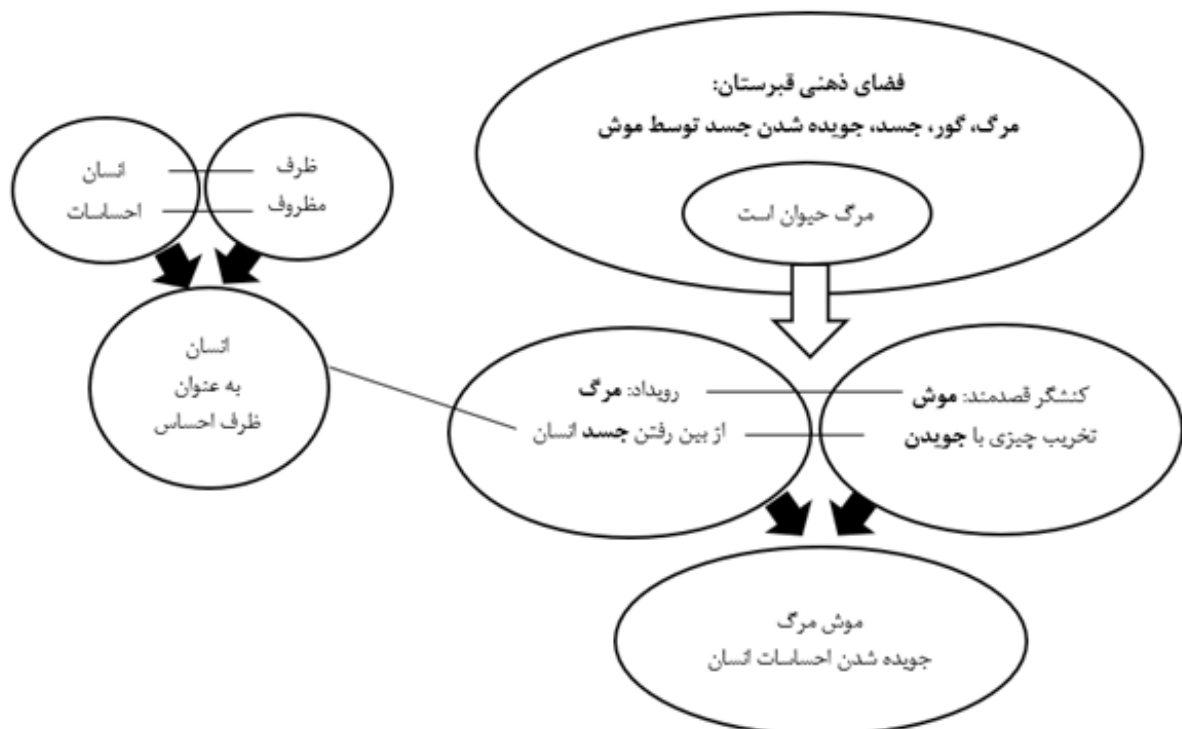 فضای ذهنی قبرستان:
مرگ، گور، جسد، جویده شدن جسد توسط موش
مرگ حیوان است
ظرف
مظروف
انسان
احساسات
انسان
به عنوان
ظرف احساس
کنشگر قصدمند: موش
تخریب چیزی با جویدن
رویداد: مرگ
از بین رفتن جسد انسان
موش مرگ
جویده شدن احساسات انسان